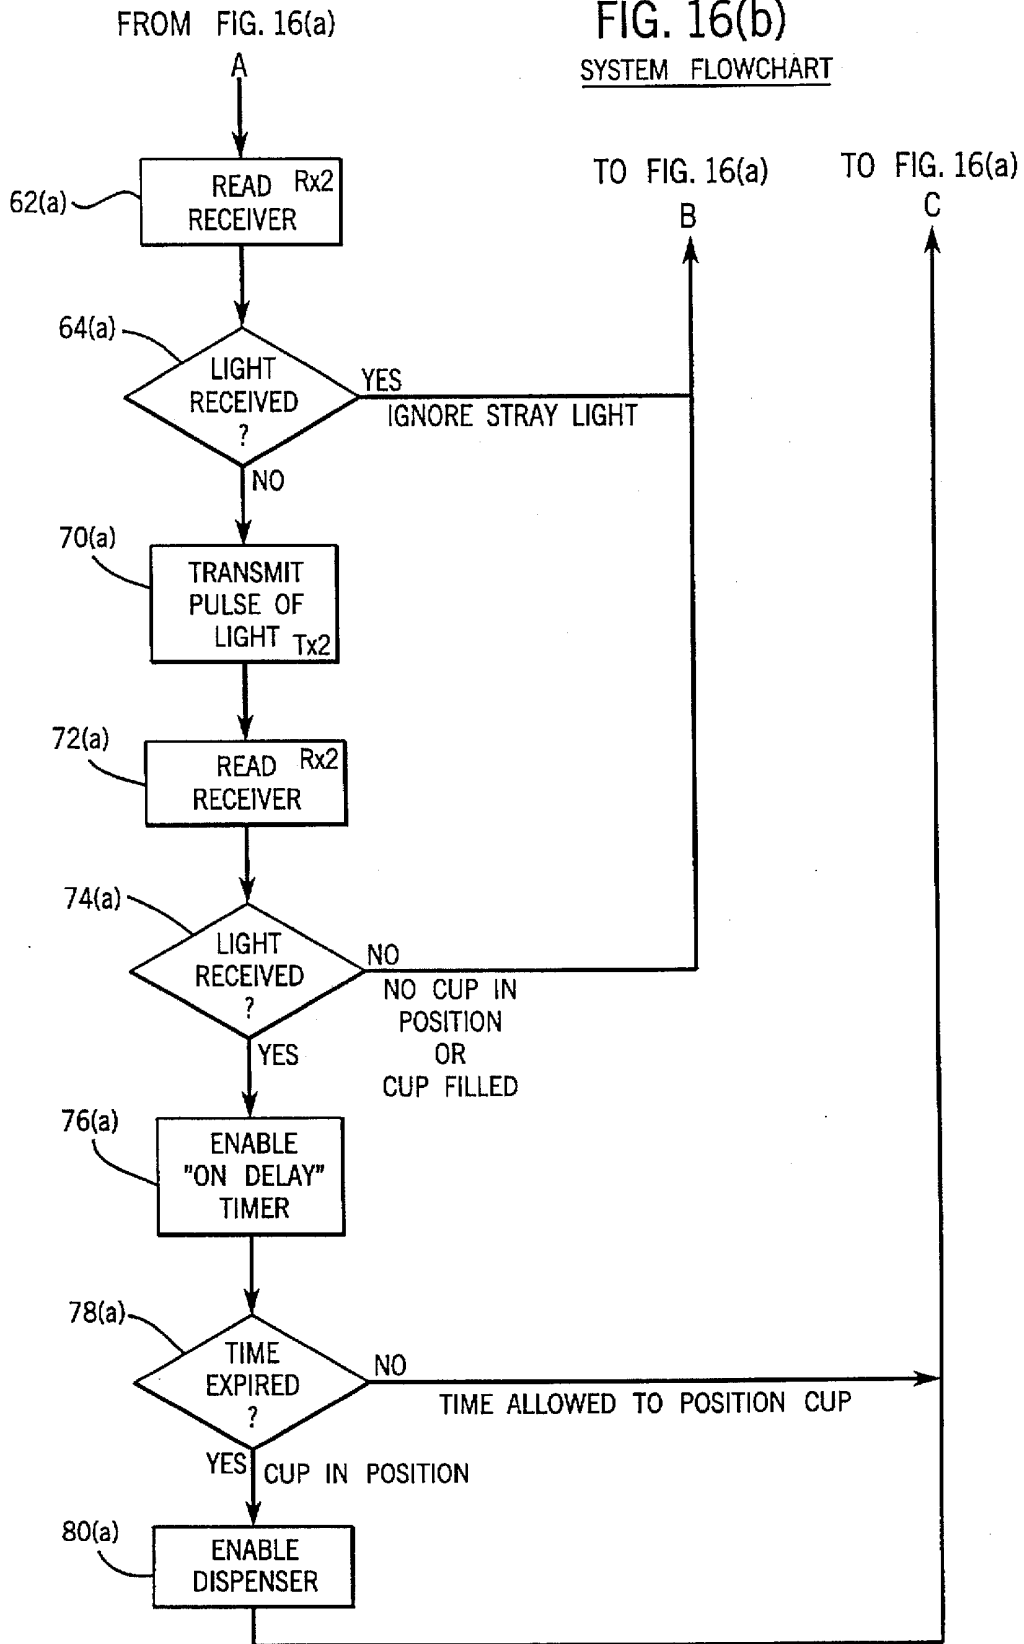 FROM FIG. 16(a)
A
FIG. 16(b)
SYSTEM FLOWCHART
TO FIG. 16(a)
B
TO FIG. 16(a)
C
62(a)
READ Rx2
RECEIVER
64(a)
LIGHT
RECEIVED
?
YES
IGNORE STRAY LIGHT
NO
70(a)
TRANSMIT
PULSE OF
LIGHT Tx2
72(a)
READ Rx2
RECEIVER
74(a)
LIGHT
RECEIVED
?
NO
NO CUP IN
POSITION
OR
CUP FILLED
YES
76(a)
ENABLE
"ON DELAY"
TIMER
78(a)
TIME
EXPIRED
?
NO
TIME ALLOWED TO POSITION CUP
YES
CUP IN POSITION
80(a)
ENABLE
DISPENSER